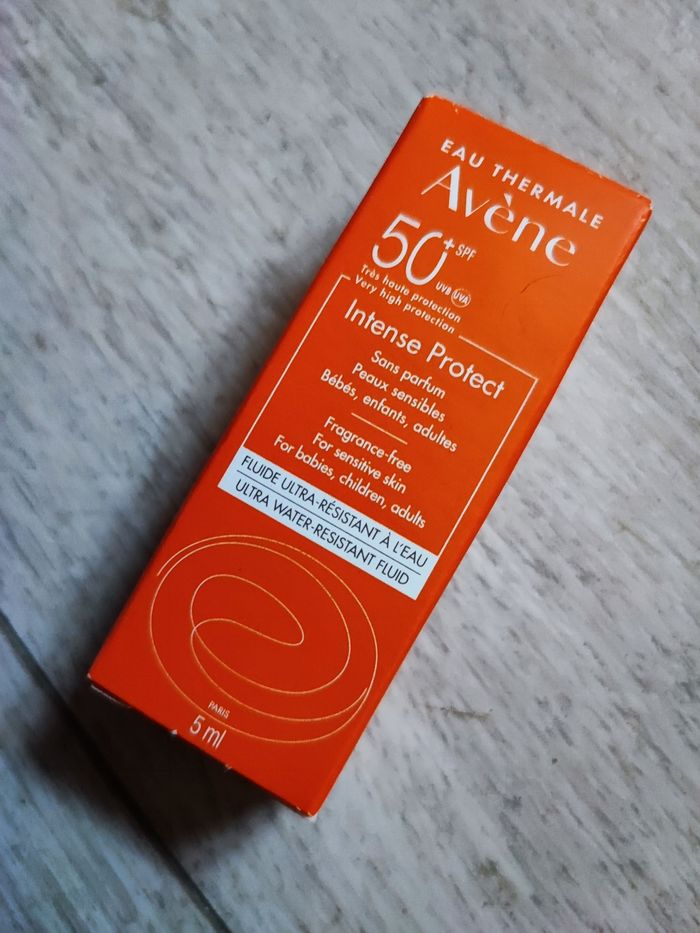 EAU THERMALE
Avène
50+ SPF
UVB UVA
Très haute protection
Very high protection
Intense Protect
Sans parfum
Peaux sensibles
Bébés, enfants, adultes
Fragrance-free
For sensitive skin
For babies, children, adults
FLUIDE ULTRA-RÉSISTANT À L'EAU
ULTRA WATER-RESISTANT FLUID
PARIS
5 ml